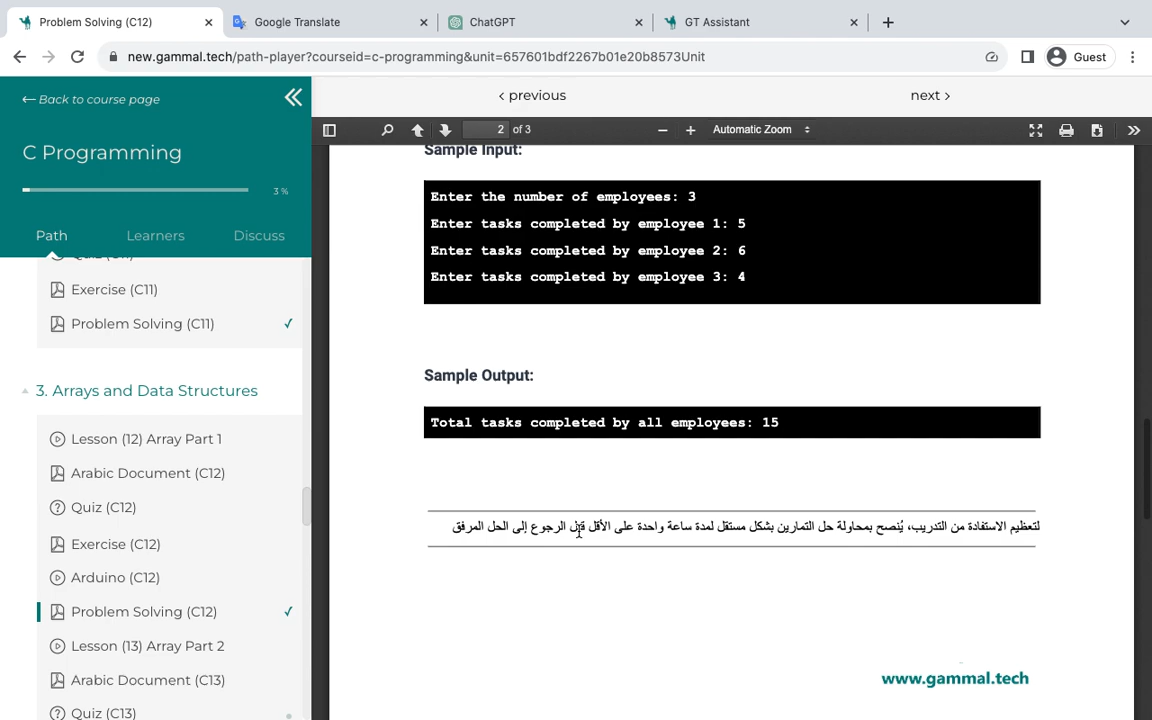 Problem Solving (C12)
Google Translate
ChatGPT
GT Assistant
new.gammal.tech/path-player?courseid=c-programming&unit=657601bdf2267b01e20b8573Unit
Guest
Back to course page
C Programming
3 %
Path Learners Discuss
Exercise (C11)
Problem Solving (C11)
3. Arrays and Data Structures
Lesson (12) Array Part 1
Arabic Document (C12)
Quiz (C12)
Exercise (C12)
Arduino (C12)
Problem Solving (C12)
Lesson (13) Array Part 2
Arabic Document (C13)
Quiz (C13)
< previous next >
2 of 3 Automatic Zoom
Sample Input:
Enter the number of employees: 3
Enter tasks completed by employee 1: 5
Enter tasks completed by employee 2: 6
Enter tasks completed by employee 3: 4
Sample Output:
Total tasks completed by all employees: 15
لتعظيم الاستفادة من التدريب، يُنصح بمحاولة حل التمارين بشكل مستقل لمدة ساعة واحدة على الأقل قبل الرجوع إلى الحل المرفق
www.gammal.tech